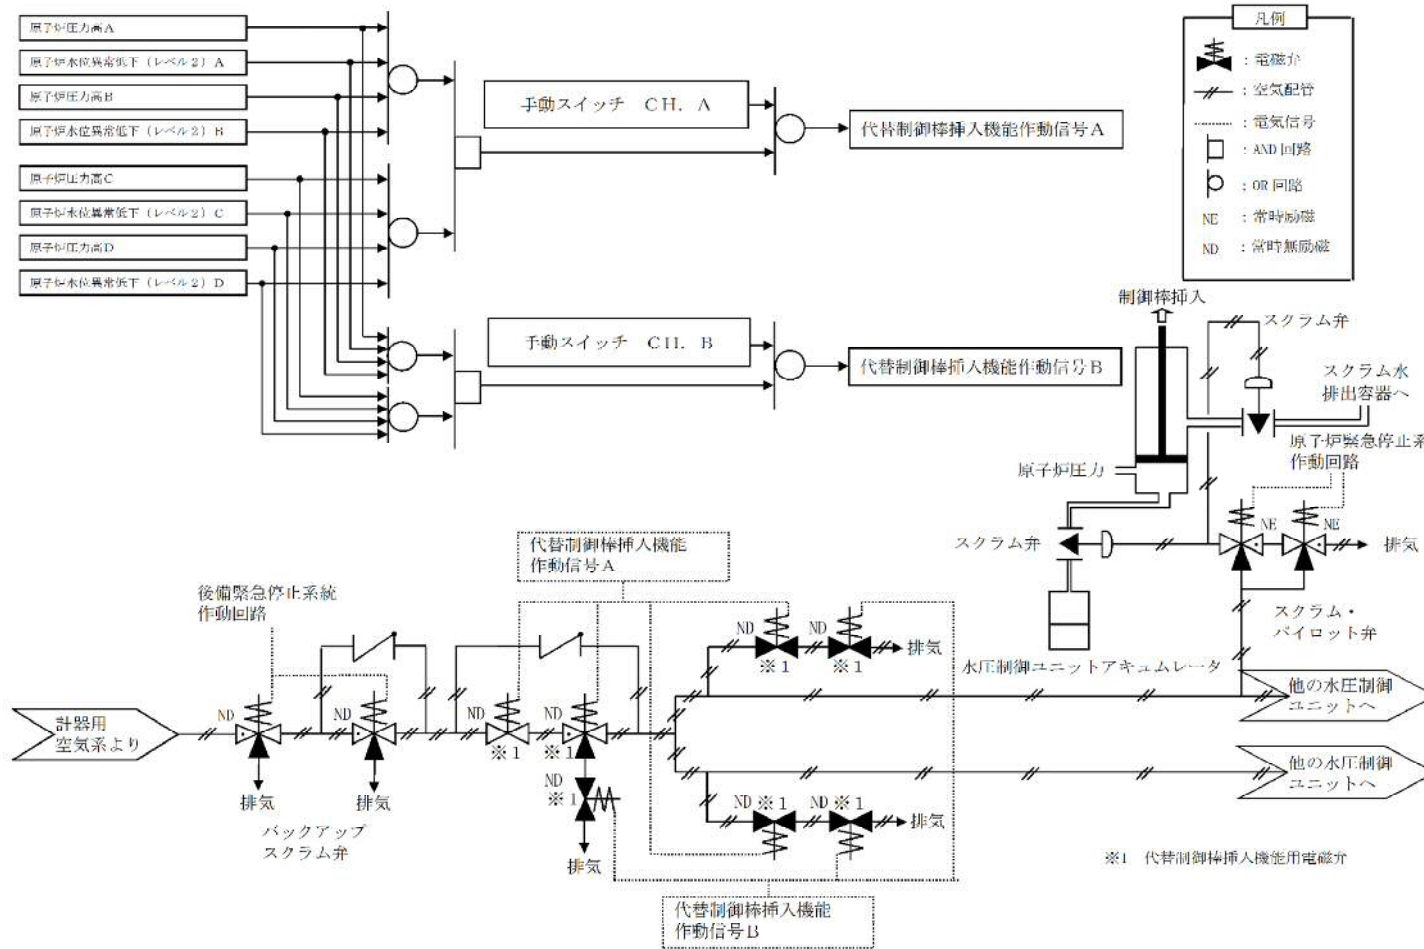 原子炉圧力高A
原子炉水位異常低下（レベル２）A
原子炉圧力高B
原子炉水位異常低下（レベル２）B
原子炉圧力高C
原子炉水位異常低下（レベル２）C
原子炉圧力高D
原子炉水位異常低下（レベル２）D
手動スイッチ　CH．A
代替制御棒挿入機能作動信号A
手動スイッチ　CH．B
代替制御棒挿入機能作動信号B
凡例
：電磁弁
：空気配管
：電気信号
：AND回路
：OR回路
NE　：常時励磁
ND　：常時無励磁
制御棒挿入
スクラム弁
スクラム水
排出容器へ
原子炉緊急停止系
作動回路
原子炉圧力
NE
NE
スクラム弁
排気
スクラム・
パイロット弁
水圧制御ユニットアキュムレータ
代替制御棒挿入機能
作動信号A
後備緊急停止系統
作動回路
ND
ND
※1
※1
排気
計器用
空気系より
ND
ND
ND
※1
ND
※1
ND
※1
排気
排気
排気
バックアップ
スクラム弁
他の水圧制御
ユニットへ
他の水圧制御
ユニットへ
ND ※1
ND ※1
排気
※1　代替制御棒挿入機能用電磁弁
代替制御棒挿入機能
作動信号B